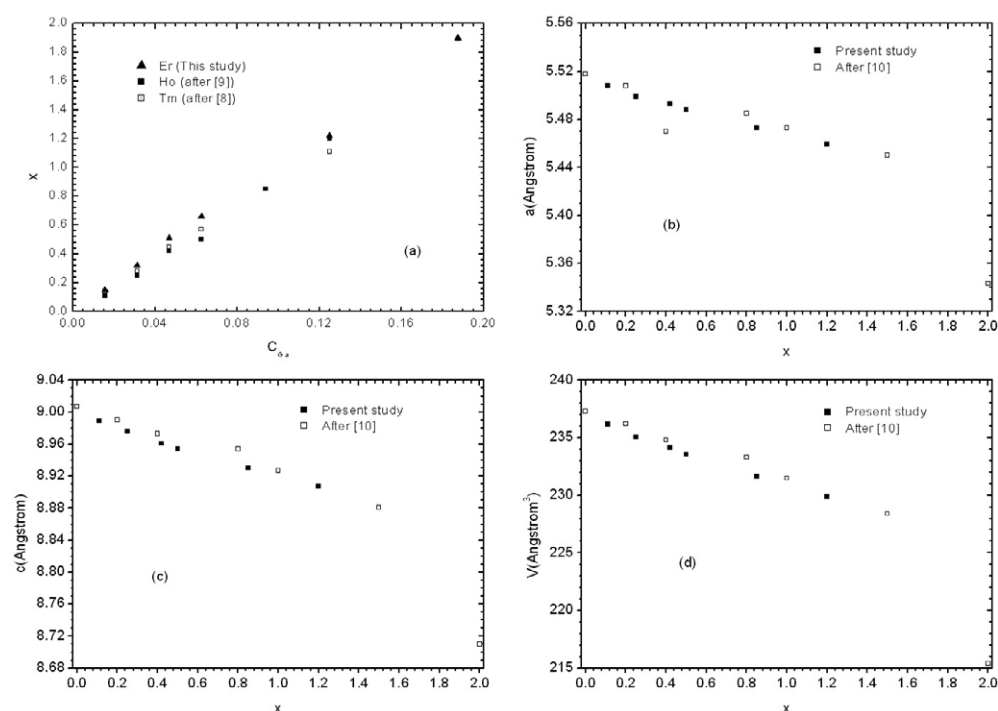 2.0
1.8
1.6
1.4
1.2
1.0
0.8
0.6
0.4
0.2
0.0
x
▲ Er (This study)
■ Ho (after [9])
□ Tm (after [8])
(a)
0.00 0.04 0.08 0.12 0.16 0.20
C_Ga
5.56
5.52
5.48
5.44
5.40
5.36
5.32
a(Angstrom)
■ Present study
□ After [10]
(b)
0.0 0.2 0.4 0.6 0.8 1.0 1.2 1.4 1.6 1.8 2.0
x
9.04
9.00
8.96
8.92
8.88
8.84
8.80
8.76
8.72
8.68
c(Angstrom)
■ Present study
□ After [10]
(c)
0.0 0.2 0.4 0.6 0.8 1.0 1.2 1.4 1.6 1.8 2.0
x
240
235
230
225
220
215
V(Angstrom³)
■ Present study
□ After [10]
(d)
0.0 0.2 0.4 0.6 0.8 1.0 1.2 1.4 1.6 1.8 2.0
x